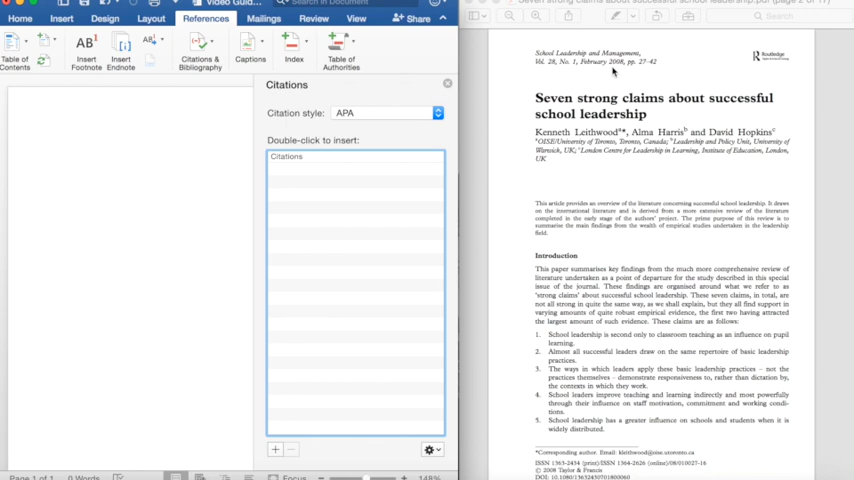 Video Guid...
Search in Document
Home Insert Design Layout References Mailings Review View Share
Table of Contents
AB¹
Insert Footnote
Insert Endnote
AB
Citations & Bibliography
Captions
Index
Table of Authorities
Citations
Citation style: APA
Double-click to insert:
Citations
Page 1 of 1 0 Words Focus 148%
seven strong claims about successful school leadership.pdf (page 2 of 17)
Search
School Leadership and Management,
Vol. 28, No. 1, February 2008, pp. 27–42
Routledge
Seven strong claims about successful
school leadership
Kenneth Leithwoodᵃ*, Alma Harrisᵇ and David Hopkinsᶜ
ᵃOISE/University of Toronto, Toronto, Canada; ᵇLeadership and Policy Unit, University of
Warwick, UK; ᶜLondon Centre for Leadership in Learning, Institute of Education, London,
UK
This article provides an overview of the literature concerning successful school leadership. It draws
on the international literature and is derived from a more extensive review of the literature
completed in the early stage of the authors' project. The prime purpose of this review is to
summarise the main findings from the wealth of empirical studies undertaken in the leadership
field.
Introduction
This paper summarises key findings from the much more comprehensive review of
literature undertaken as a point of departure for the study described in this special
issue of the journal. These findings are organised around what we refer to as
'strong claims' about successful school leadership. These seven claims, in total, are
not all strong in quite the same way, as we shall explain, but they all find support in
varying amounts of quite robust empirical evidence, the first two having attracted
the largest amount of such evidence. These claims are as follows:
1. School leadership is second only to classroom teaching as an influence on pupil
learning.
2. Almost all successful leaders draw on the same repertoire of basic leadership
practices.
3. The ways in which leaders apply these basic leadership practices – not the
practices themselves – demonstrate responsiveness to, rather than dictation by,
the contexts in which they work.
4. School leaders improve teaching and learning indirectly and most powerfully
through their influence on staff motivation, commitment and working condi-
tions.
5. School leadership has a greater influence on schools and students when it is
widely distributed.
*Corresponding author. Email: kleithwood@oise.utoronto.ca
ISSN 1363-2434 (print)/ISSN 1364-2626 (online)/08/010027-16
© 2008 Taylor & Francis
DOI: 10.1080/13632430701800060